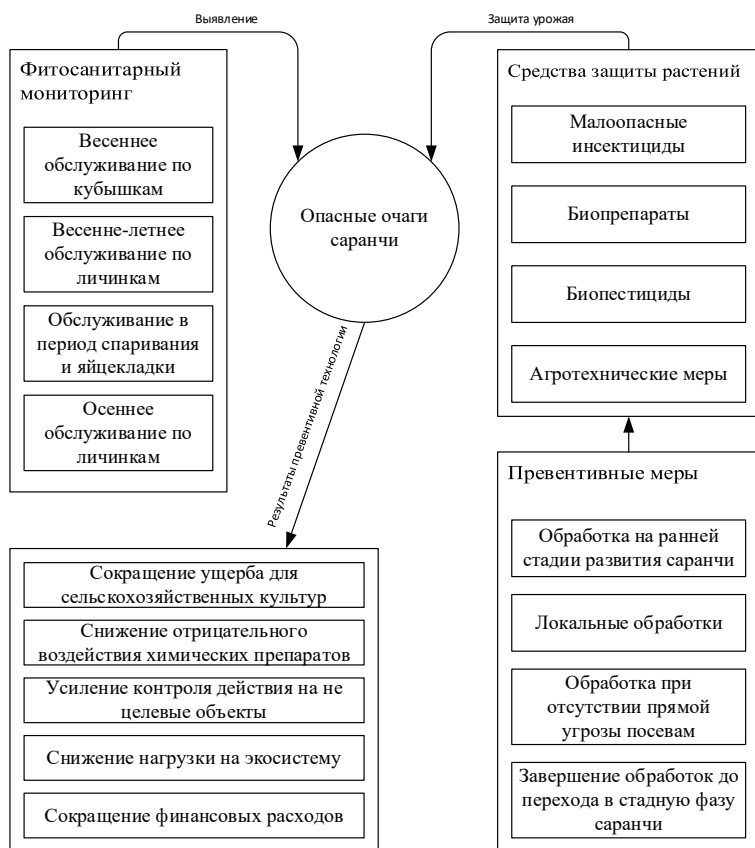 Выявление
Защита урожая
Фитосанитарный
мониторинг
Весеннее
обслуживание по
кубышкам
Весенне-летнее
обслуживание по
личинкам
Обслуживание в
период спаривания
и яйцекладки
Осеннее
обслуживание по
личинкам
Опасные очаги
саранчи
Средства защиты растений
Малоопасные
инсектициды
Биопрепараты
Биопестициды
Агротехнические меры
Результаты превентивной технологии
Превентивные меры
Обработка на ранней
стадии развития саранчи
Локальные обработки
Обработка при
отсутствии прямой
угрозы посевам
Завершение обработок до
перехода в стадную фазу
саранчи
Сокращение ущерба для
сельскохозяйственных культур
Снижение отрицательного
воздействия химических препаратов
Усиление контроля действия на не
целевые объекты
Снижение нагрузки на экосистему
Сокращение финансовых расходов